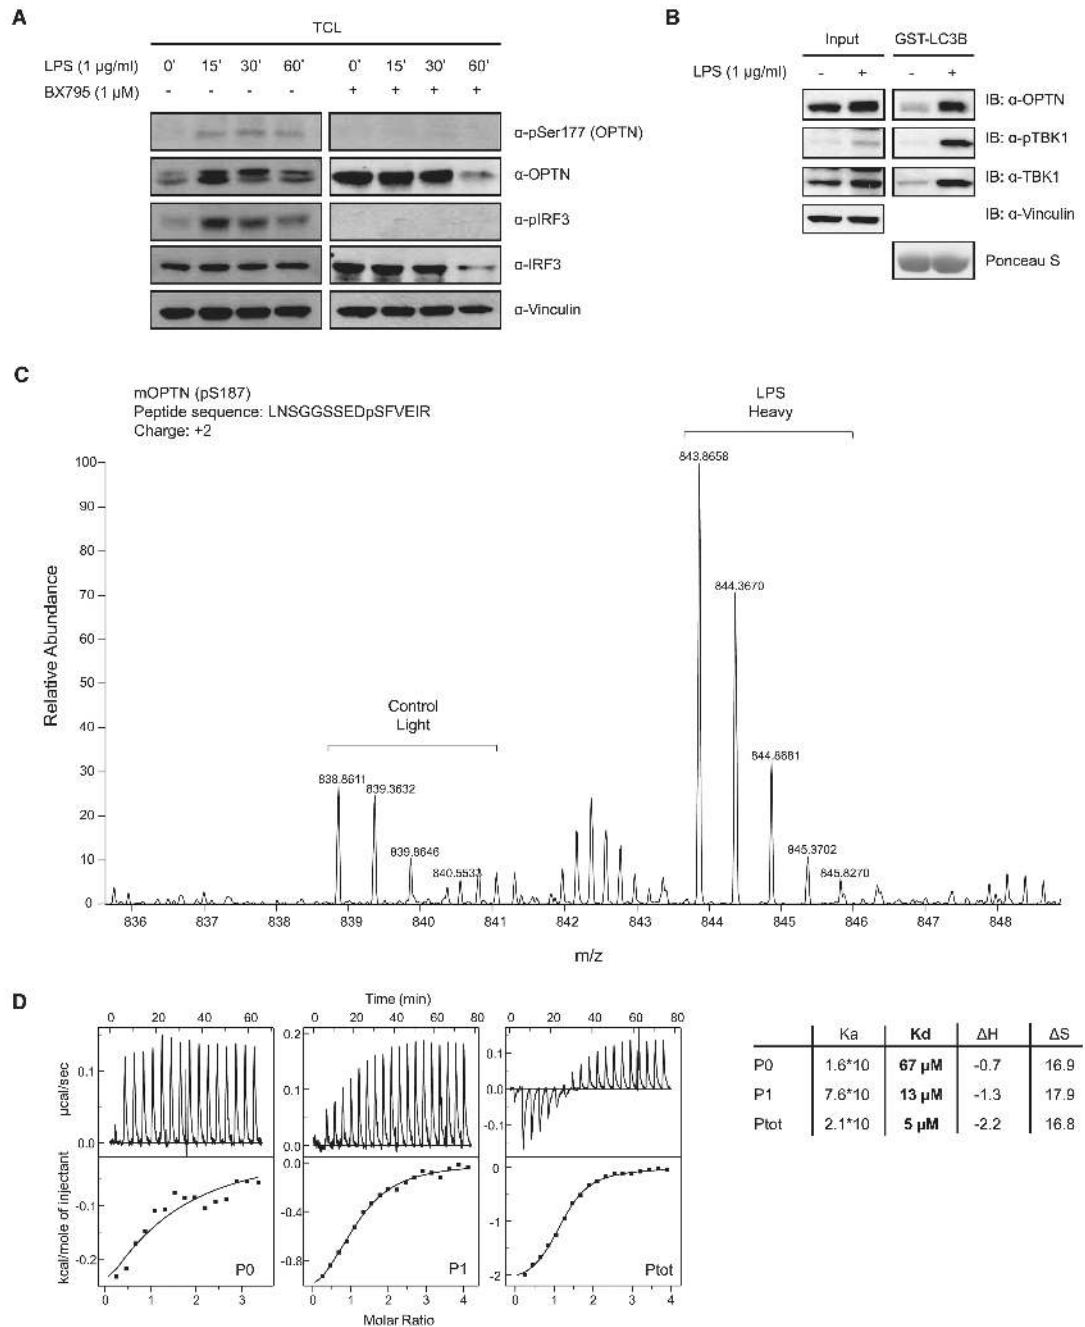 A
TCL
LPS (1 µg/ml) 0' 15' 30' 60' 0' 15' 30' 60'
BX795 (1 µM) - - - - + + + +
α-pSer177 (OPTN)
α-OPTN
α-pIRF3
α-IRF3
α-Vinculin
B
Input GST-LC3B
LPS (1 µg/ml) - + - +
IB: α-OPTN
IB: α-pTBK1
IB: α-TBK1
IB: α-Vinculin
Ponceau S
C
mOPTN (pS187)
Peptide sequence: LNSGGSSEDpSFVEIR
Charge: +2
LPS
Heavy
Control
Light
Relative Abundance
100
90
80
70
60
50
40
30
20
10
0
838.8611
839.3632
839.8646
840.5533
843.8658
844.3670
844.8681
845.3702
845.8270
836 837 838 839 840 841 842 843 844 845 846 847 848
m/z
D
Time (min)
0 20 40 60 0 20 40 60 80 0 20 40 60 80
µcal/sec
0.1
0.0
0.2
0.1
0.0
0.1
0.0
-0.1
kcal/mole of injectant
-0.1
-0.2
0.0
-0.4
-0.8
0
-1
-2
P0 P1 Ptot
0 1 2 3 0 1 2 3 4 0 1 2 3 4
Molar Ratio
Ka Kd ΔH ΔS
P0 1.6*10 67 µM -0.7 16.9
P1 7.6*10 13 µM -1.3 17.9
Ptot 2.1*10 5 µM -2.2 16.8